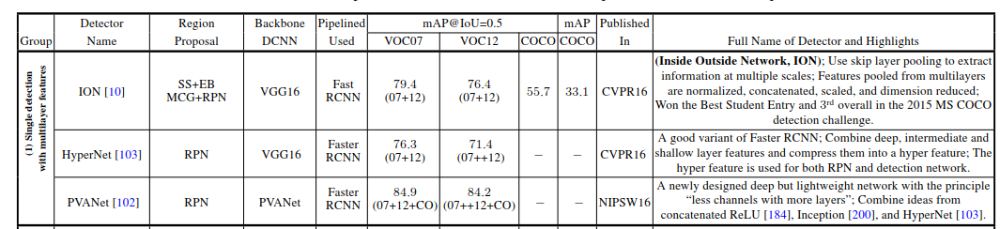 Detector Region Backbone Pipelined mAP@IoU=0.5 mAP Published
Group Name Proposal DCNN Used VOC07 VOC12 COCO COCO In Full Name of Detector and Highlights
(1) Single detection
with multilayer features
ION [10]
SS+EB
MCG+RPN
VGG16
Fast
RCNN
79.4
(07+12)
76.4
(07+12)
55.7
33.1
CVPR16
(Inside Outside Network, ION); Use skip layer pooling to extract
information at multiple scales; Features pooled from multilayers
are normalized, concatenated, scaled, and dimension reduced;
Won the Best Student Entry and 3rd overall in the 2015 MS COCO
detection challenge.
HyperNet [103]
RPN
VGG16
Faster
RCNN
76.3
(07+12)
71.4
(07++12)
−
−
CVPR16
A good variant of Faster RCNN; Combine deep, intermediate and
shallow layer features and compress them into a hyper feature; The
hyper feature is used for both RPN and detection network.
PVANet [102]
RPN
PVANet
Faster
RCNN
84.9
(07+12+CO)
84.2
(07++12+CO)
−
−
NIPSW16
A newly designed deep but lightweight network with the principle
“less channels with more layers”; Combine ideas from
concatenated ReLU [184], Inception [200], and HyperNet [103].